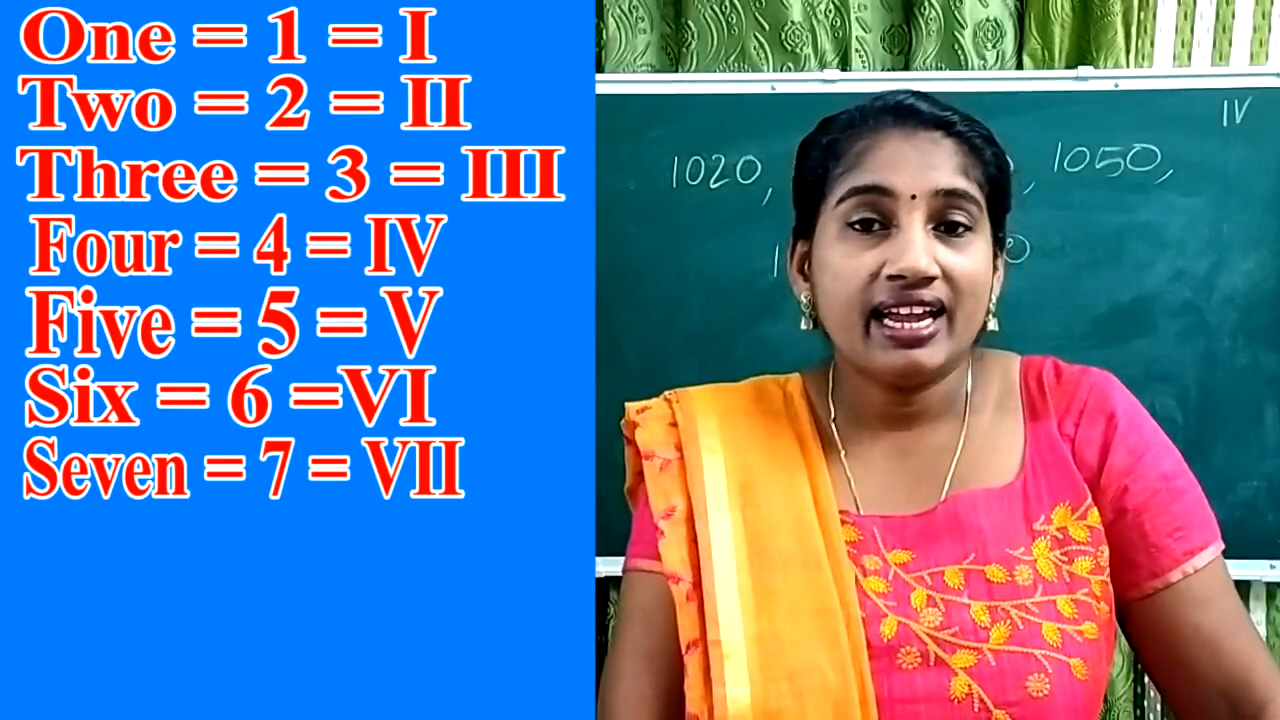 One = 1 = I
Two = 2 = II
Three = 3 = III
Four = 4 = IV
Five = 5 = V
Six = 6 =VI
Seven = 7 = VII
IV
1020, , 1050,